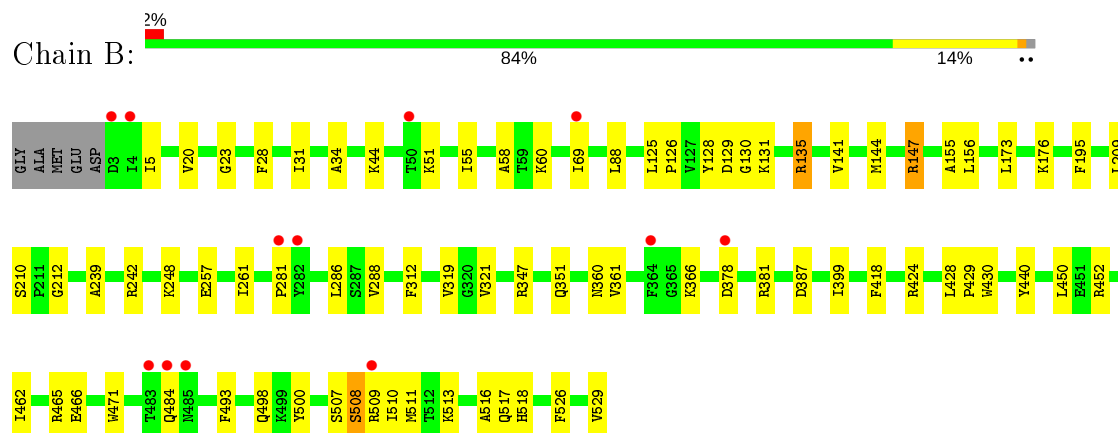 2%
Chain B:
84% 14% ••
GLY ALA MET GLU ASP D3 I4 I5 V20 G23 F28 I31 A34 K44 T50 K51 I55 A58 T59 K60 I69 L88 L125 P126 V127 Y128 D129 G130 K131 R135 V141 M144 R147 A155 L156 L173 K176 F195 L209
S210 P211 G212 A239 R242 K248 E257 I261 P281 Y282 L286 S287 V288 F312 V319 G320 V321 R347 Q351 N360 V361 F364 G365 K366 D378 R381 D387 I399 F418 R424 L428 P429 W430 Y440 L450 E451 R452
I462 R465 E466 W471 T483 Q484 N485 F493 Q498 K499 Y500 S507 S508 R509 I510 M511 T512 K513 A516 Q517 H518 F526 V529